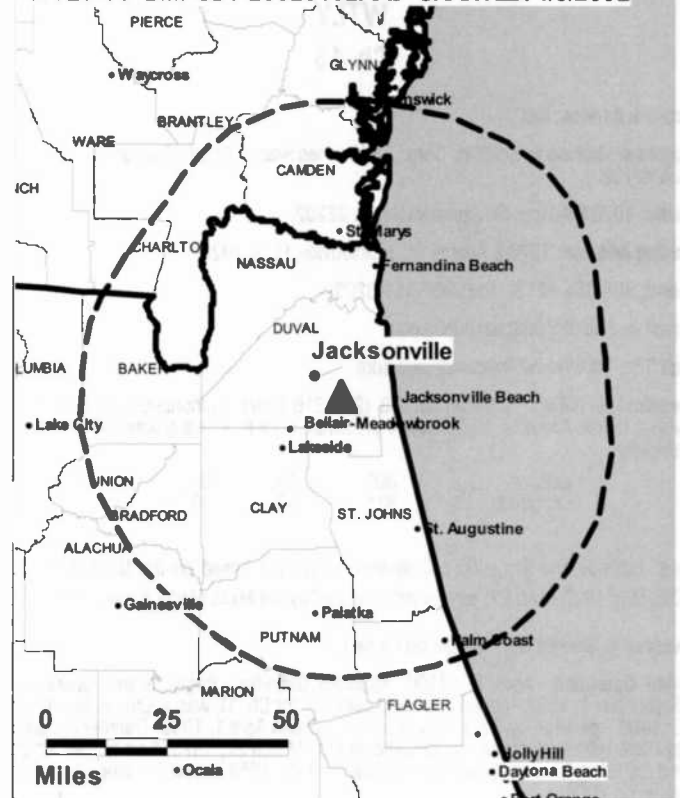 PIERCE
GLYNN
Waycross
BRANTLEY
WARE
CAMDEN
St. Marys
CHARLTO
NASSAU
Fernandina Beach
DUVAL
Jacksonville
BAKER
Jacksonville Beach
Bellair-Meadowbrook
Lake City
Lakeside
UNION
BRADFORD
CLAY
ST. JOHNS
St. Augustine
ALACHUA
Gainesville
Palatka
PUTNAM
Palm Coast
MARION
FLAGLER
0 25 50
Miles
Holly Hill
Ocala
Daytona Beach